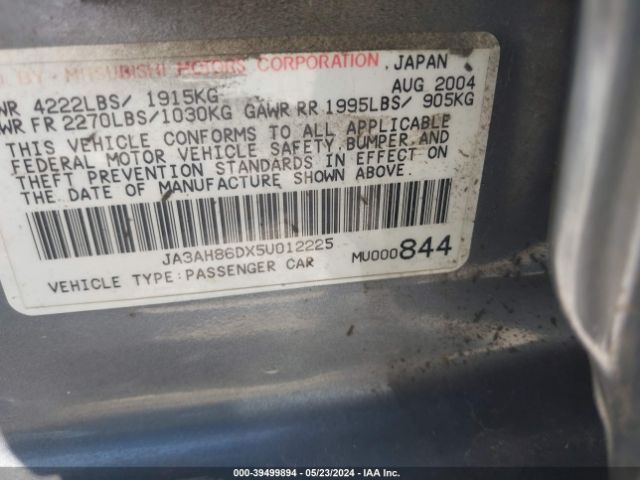 BY MITSUBISHI MOTORS CORPORATION, JAPAN
4222LBS/ 1915KG AUG 2004
FR 2270LBS/1030KG GAWR RR 1995LBS/ 905KG
THIS VEHICLE CONFORMS TO ALL APPLICABLE
FEDERAL MOTOR VEHICLE SAFETY, BUMPER, AND
THEFT PREVENTION STANDARDS IN EFFECT ON
THE DATE OF MANUFACTURE SHOWN ABOVE.
JA3AH86DX5U012225 MU000844
VEHICLE TYPE:PASSENGER CAR
000-39499894 - 05/23/2024 - IAA Inc.